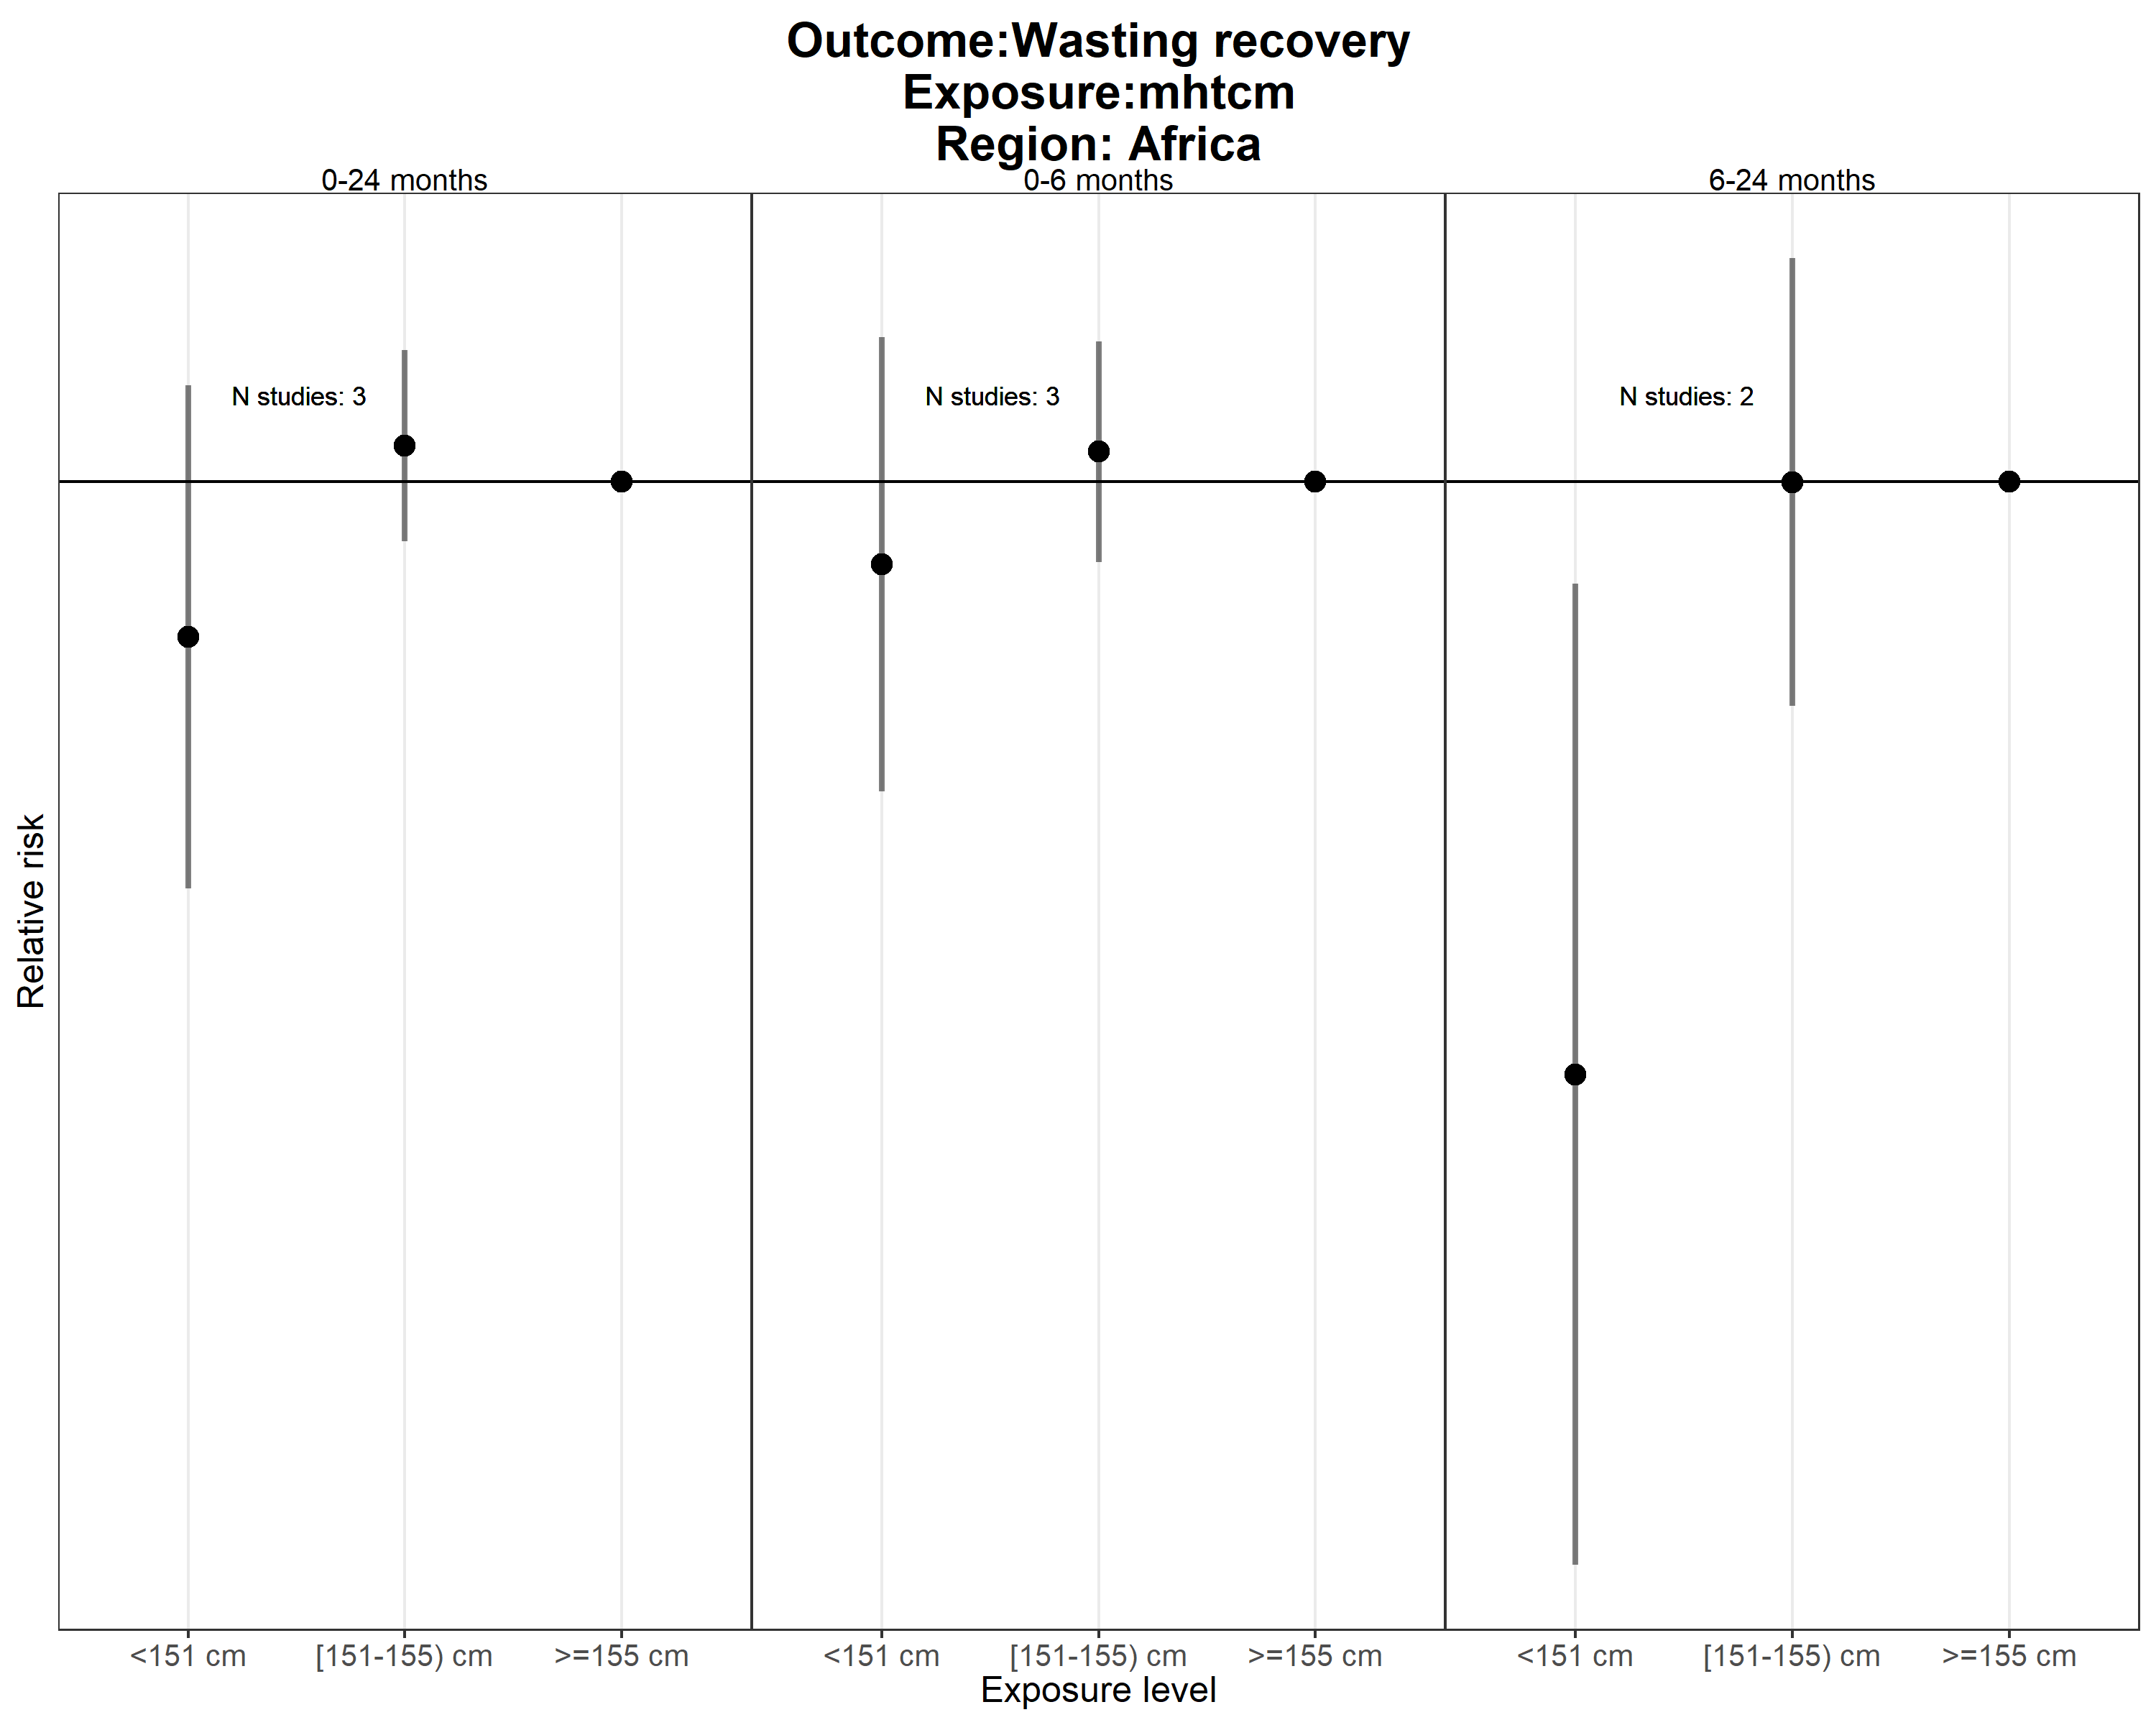 Outcome:Wasting recovery
Exposure:mhtcm
Region: Africa
0-24 months
0-6 months
6-24 months
N studies: 3
N studies: 3
N studies: 2
Relative risk
<151 cm
[151-155) cm
>=155 cm
<151 cm
[151-155) cm
>=155 cm
<151 cm
[151-155) cm
>=155 cm
Exposure level